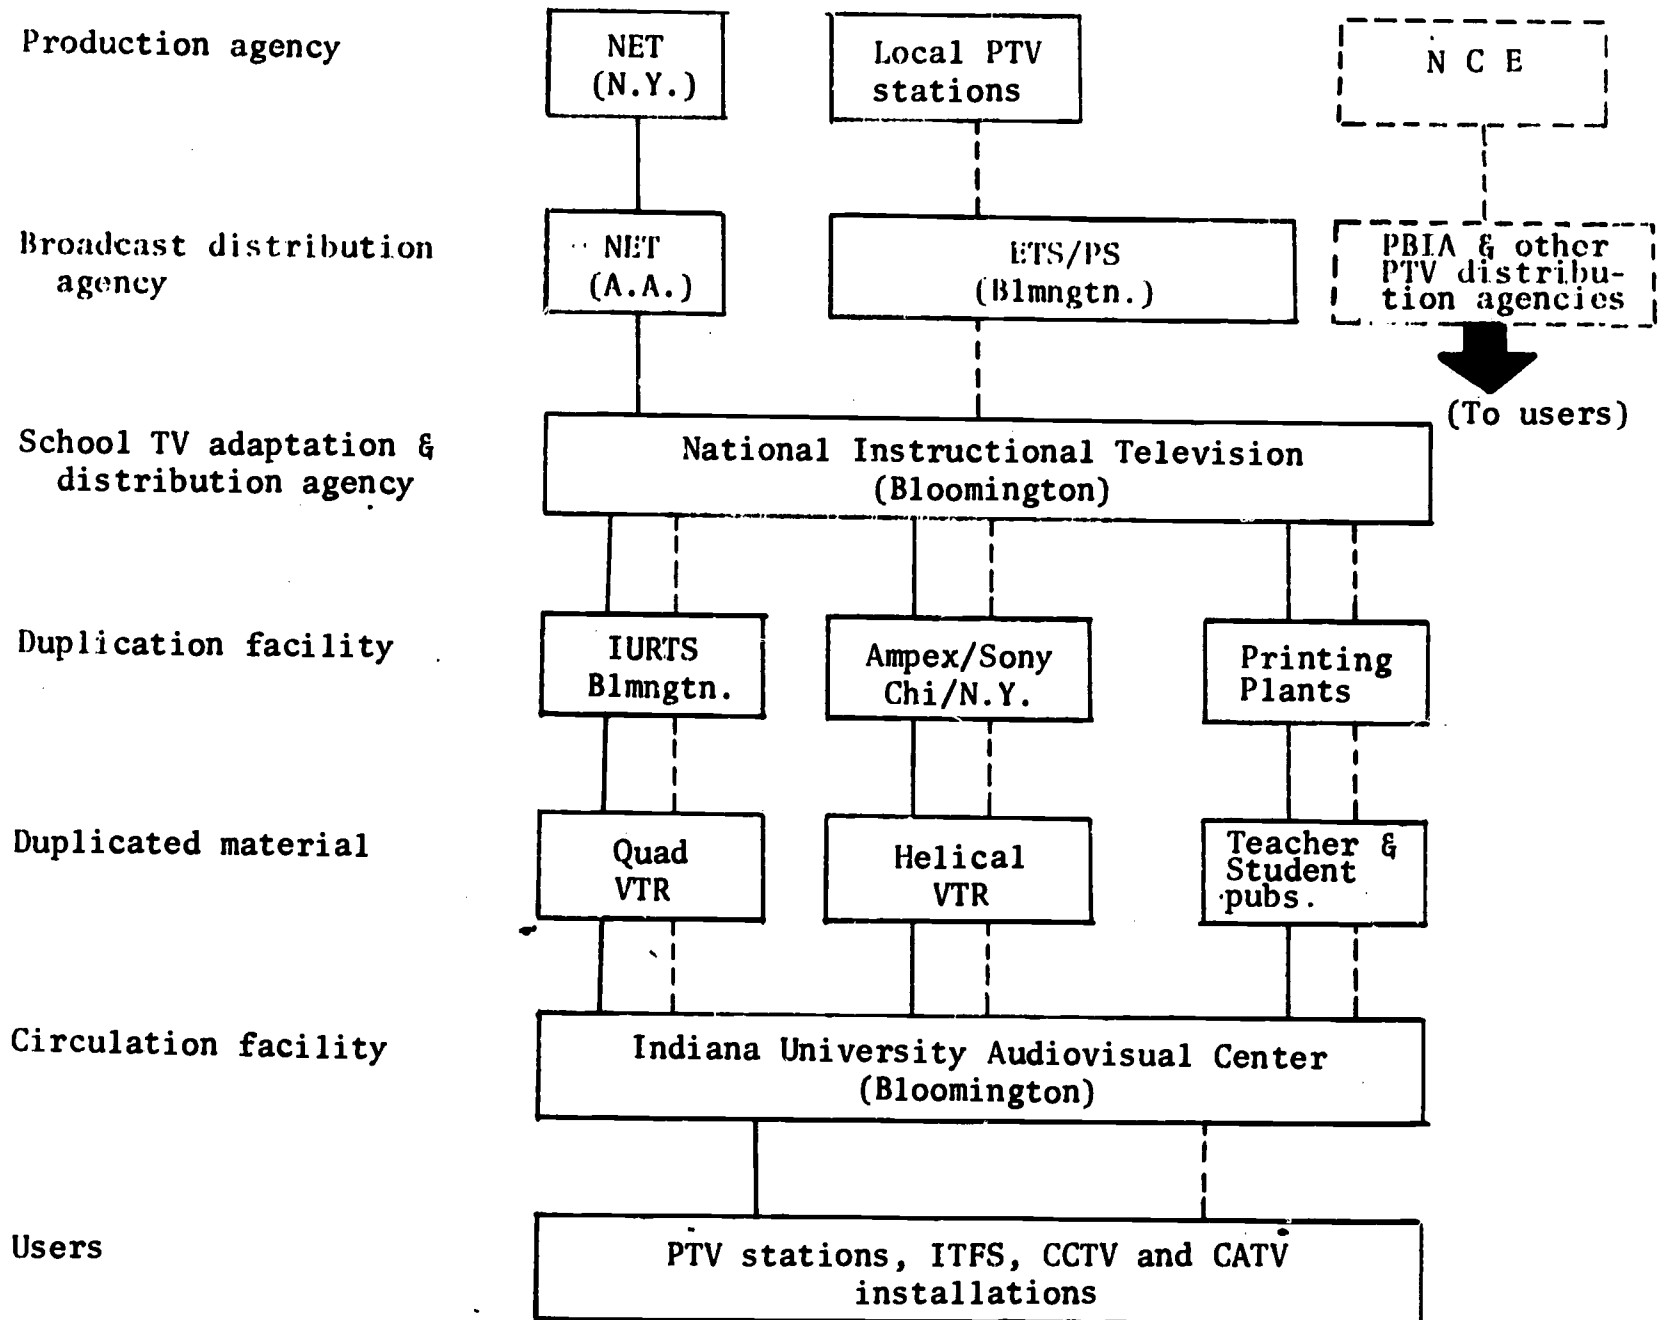 Production agency
NET
(N.Y.)
Local PTV
stations
N C E
Broadcast distribution
agency
NET
(A.A.)
ETS/PS
(Blmngtn.)
PBIA & other
PTV distribu-
tion agencies
(To users)
School TV adaptation &
distribution agency
National Instructional Television
(Bloomington)
Duplication facility
IURTS
Blmngtn.
Ampex/Sony
Chi/N.Y.
Printing
Plants
Duplicated material
Quad
VTR
Helical
VTR
Teacher &
Student
pubs.
Circulation facility
Indiana University Audiovisual Center
(Bloomington)
Users
PTV stations, ITFS, CCTV and CATV
installations